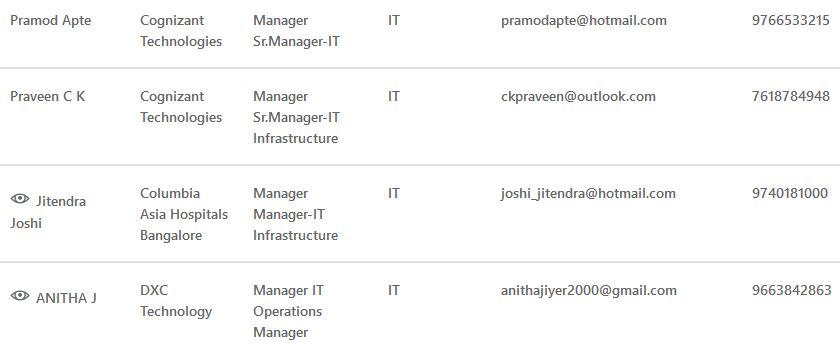 Pramod Apte Cognizant Manager IT pramodapte@hotmail.com 9766533215
Technologies Sr.Manager-IT
Praveen C K Cognizant Manager IT ckpraveen@outlook.com 7618784948
Technologies Sr.Manager-IT
Infrastructure
Jitendra Columbia Manager IT joshi_jitendra@hotmail.com 9740181000
Joshi Asia Hospitals Manager-IT
Bangalore Infrastructure
ANITHA J DXC Manager IT IT anithajiyer2000@gmail.com 9663842863
Technology Operations
Manager